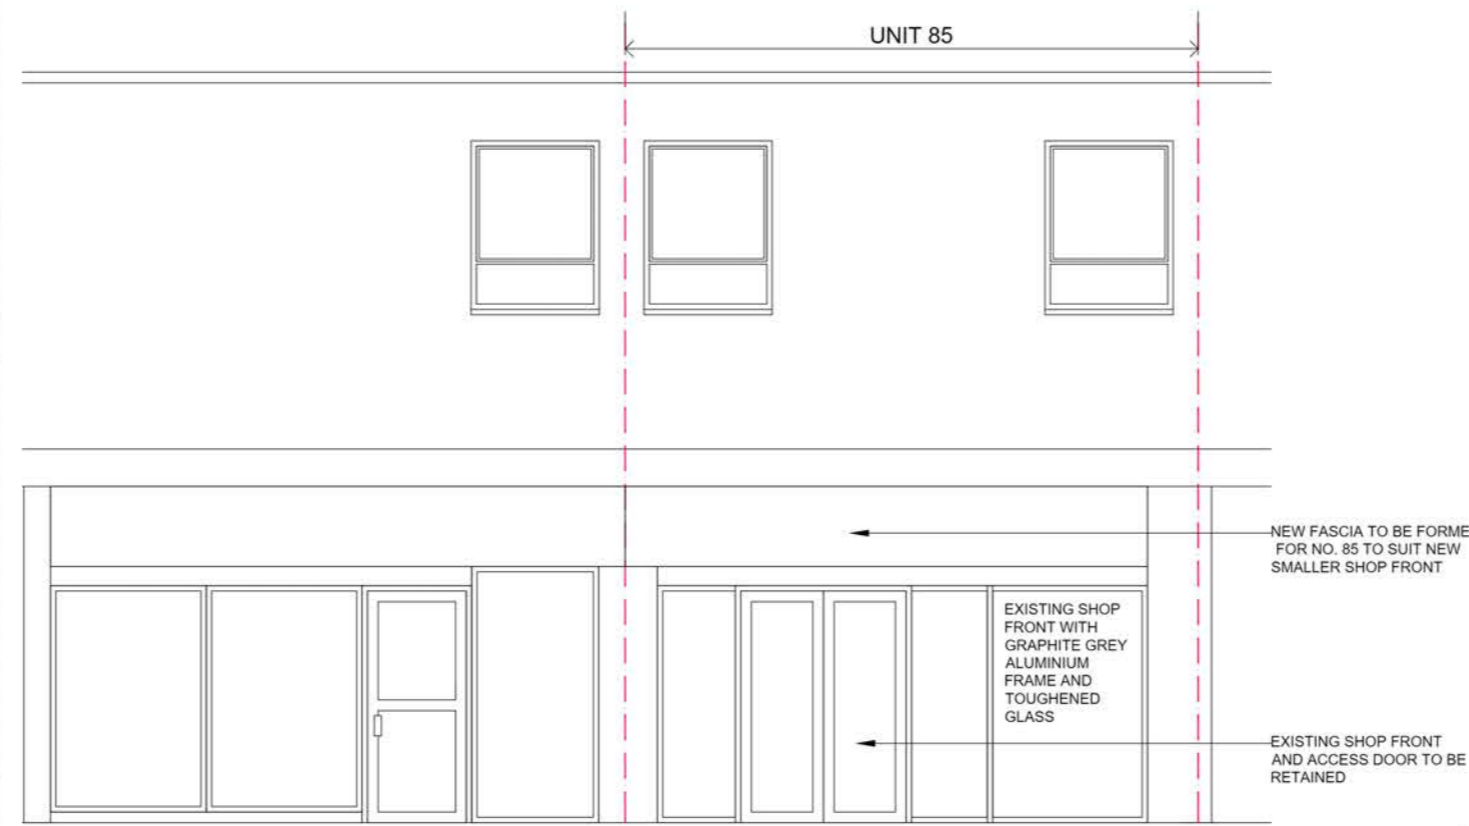 UNIT 85
NEW FASCIA TO BE FORME
FOR NO. 85 TO SUIT NEW
SMALLER SHOP FRONT
EXISTING SHOP
FRONT WITH
GRAPHITE GREY
ALUMINIUM
FRAME AND
TOUGHENED
GLASS
EXISTING SHOP FRONT
AND ACCESS DOOR TO BE
RETAINED